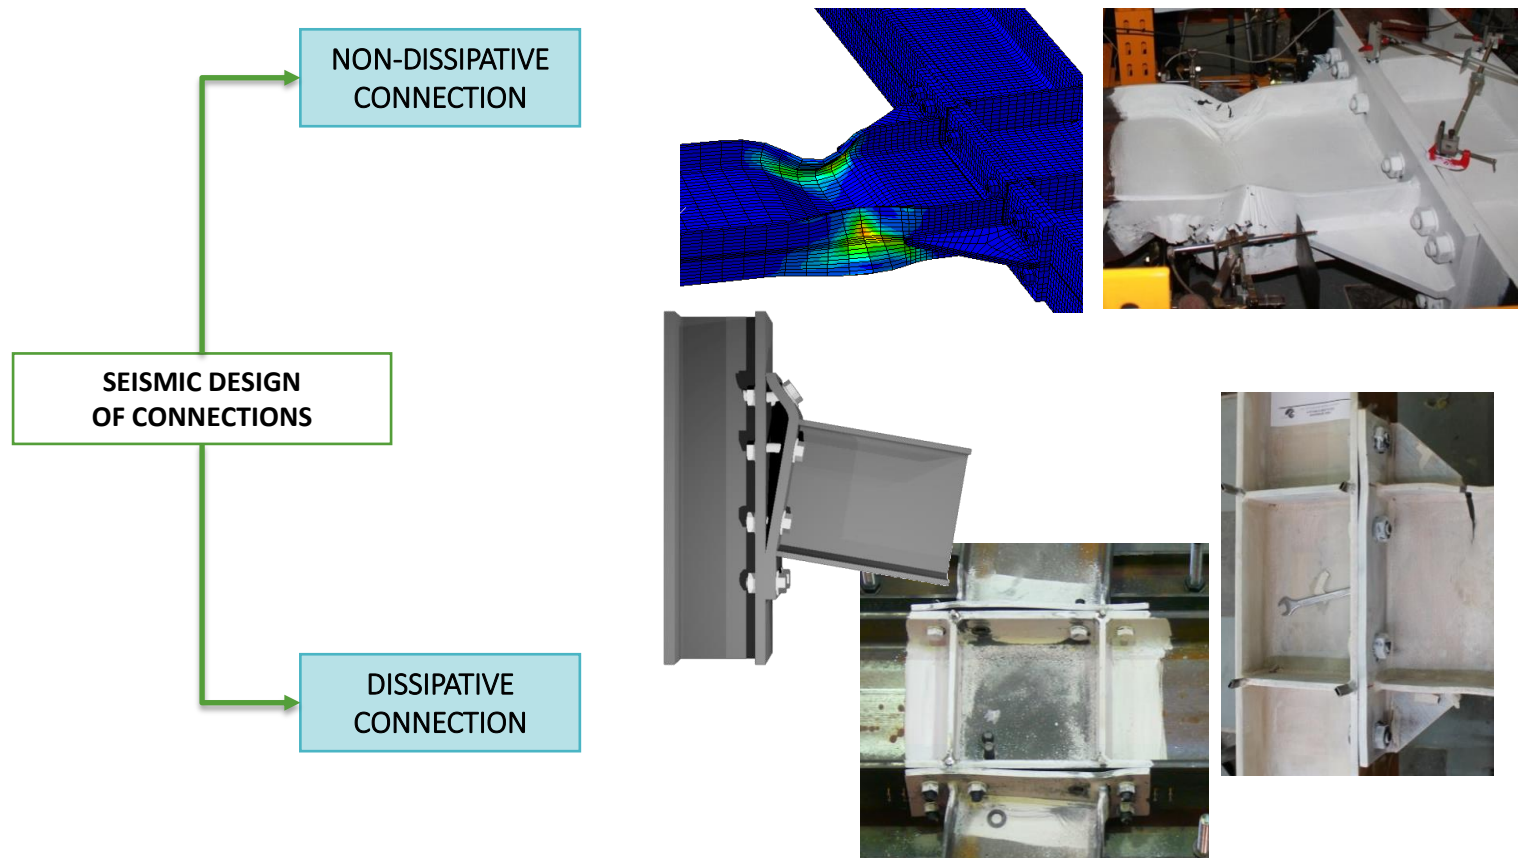 NON-DISSIPATIVE
CONNECTION
SEISMIC DESIGN
OF CONNECTIONS
DISSIPATIVE
CONNECTION